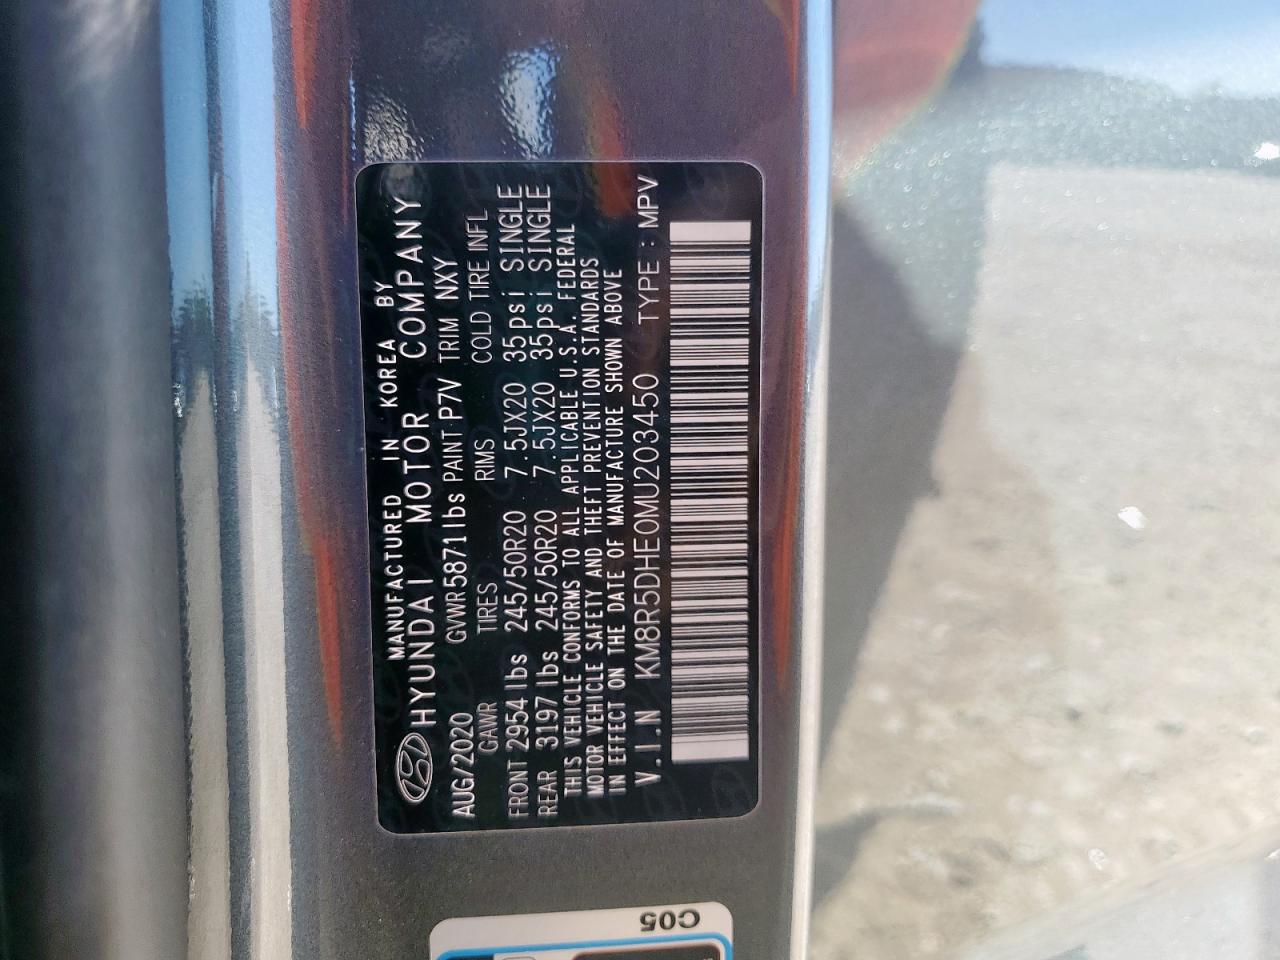 MANUFACTURED IN KOREA BY
HYUNDAI MOTOR COMPANY
AUG/2020 GVWR 5871 lbs PAINT P7V TRIM NXY
GAWR TIRES RIMS COLD TIRE INFL
FRONT 2954 lbs 245/50R20 7.5JX20 35psi SINGLE
REAR 3197 lbs 245/50R20 7.5JX20 35psi SINGLE
THIS VEHICLE CONFORMS TO ALL APPLICABLE U.S.A. FEDERAL
MOTOR VEHICLE SAFETY AND THEFT PREVENTION STANDARDS
IN EFFECT ON THE DATE OF MANUFACTURE SHOWN ABOVE
V.I.N KM8R5DHE0MU203450 TYPE : MPV
C05